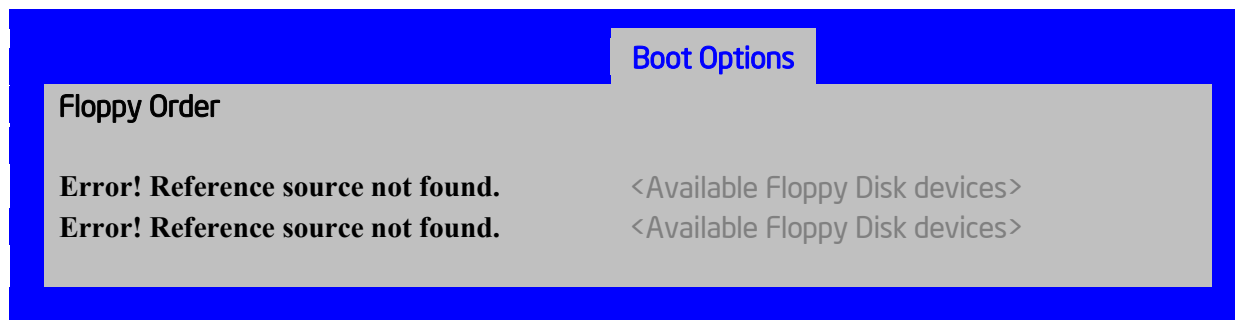 Boot Options
Floppy Order
Error! Reference source not found. <Available Floppy Disk devices>
Error! Reference source not found. <Available Floppy Disk devices>